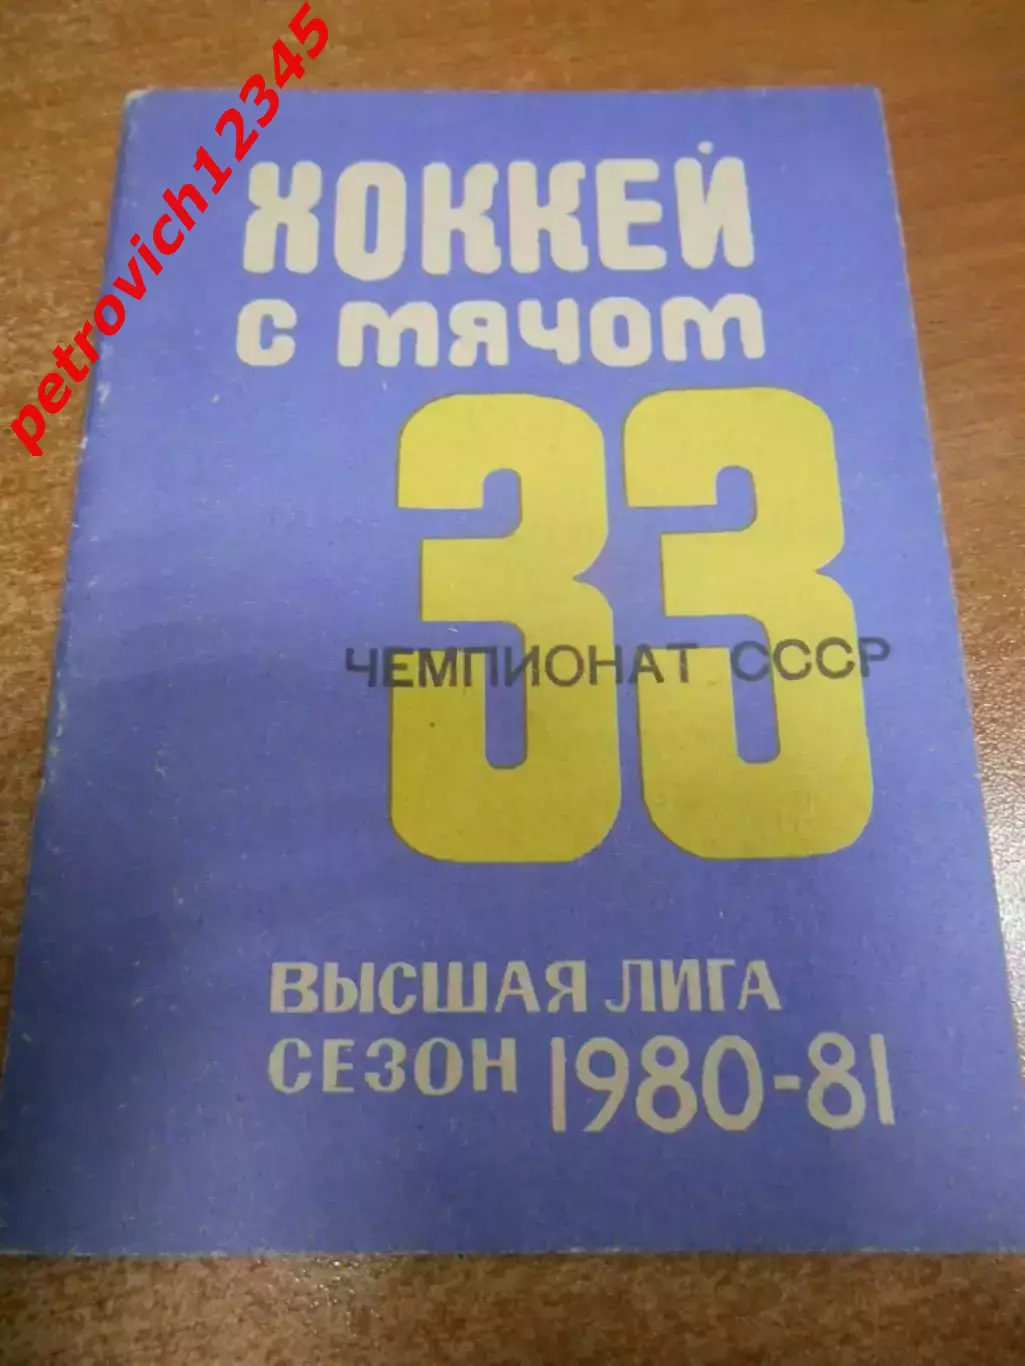 petrovich12345
ХОККЕЙ
с мячом
33
ЧЕМПИОНАТ СССР
ВЫСШАЯ ЛИГА
СЕЗОН 1980-81